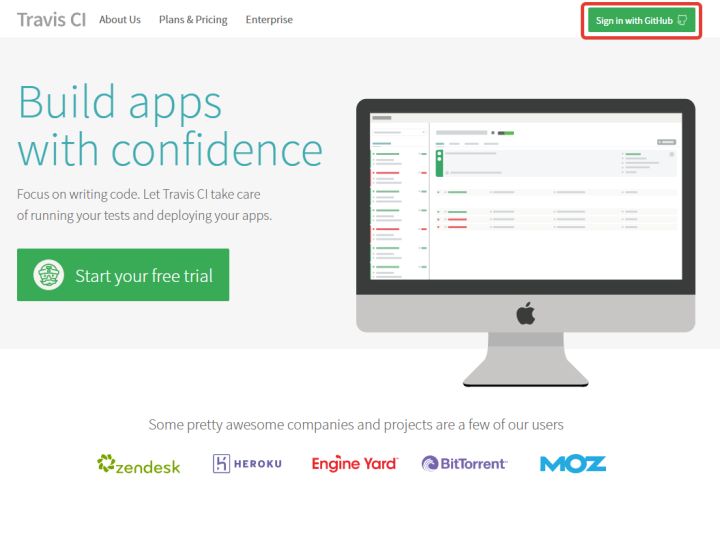 Travis CI About Us Plans & Pricing Enterprise Sign in with GitHub
Build apps
with confidence
Focus on writing code. Let Travis CI take care
of running your tests and deploying your apps.
Start your free trial
Some pretty awesome companies and projects are a few of our users
zendesk HEROKU Engine Yard BitTorrent MOZ